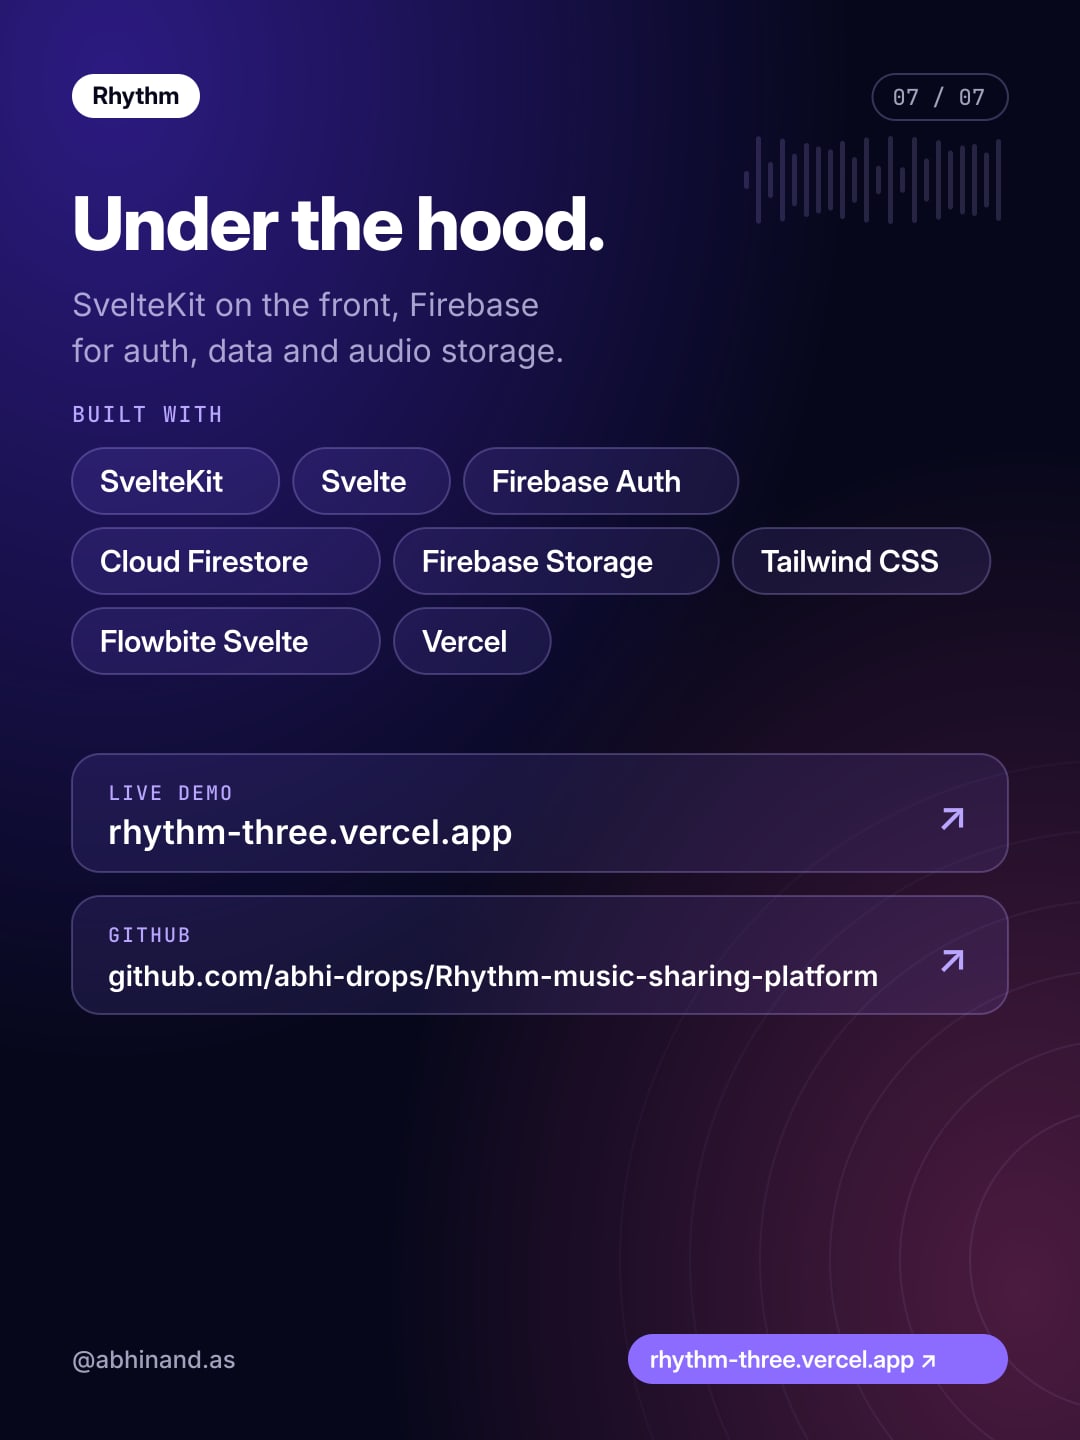 Rhythm
07 / 07
Under the hood.
SvelteKit on the front, Firebase
for auth, data and audio storage.
BUILT WITH
SvelteKit
Svelte
Firebase Auth
Cloud Firestore
Firebase Storage
Tailwind CSS
Flowbite Svelte
Vercel
LIVE DEMO
rhythm-three.vercel.app
GITHUB
github.com/abhi-drops/Rhythm-music-sharing-platform
@abhinand.as
rhythm-three.vercel.app ↗